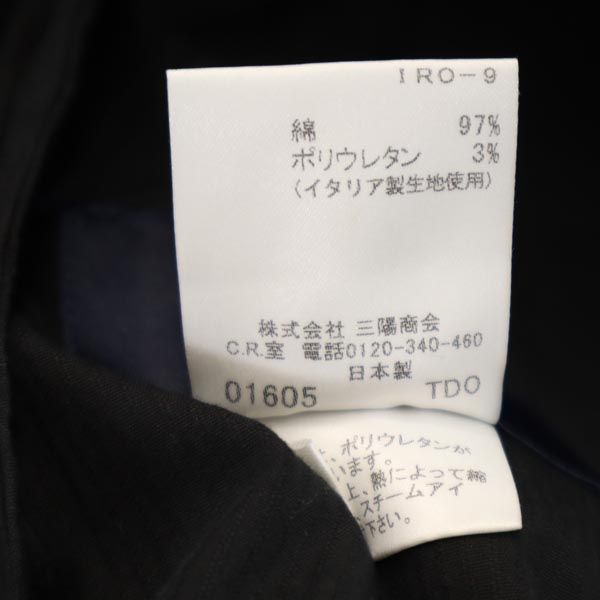 IRO-9
綿 97%
ポリウレタン 3%
(イタリア製生地使用)
株式会社 三陽商会
C.R.室 電話0120-340-460
日本製
01605 TDO
、ポリウレタンが
います。
上、熱によって縮
スチームアイ
下さい。